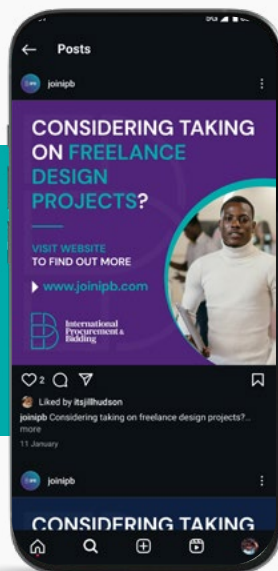 Posts
joinipb
CONSIDERING TAKING
ON FREELANCE
DESIGN
PROJECTS?
VISIT WEBSITE
TO FIND OUT MORE
www.joinipb.com
International
Procurement &
Bidding
2
Liked by itsjillhudson
joinipb Considering taking on freelance design projects?...
more
11 January
joinipb
CONSIDERING TAKING